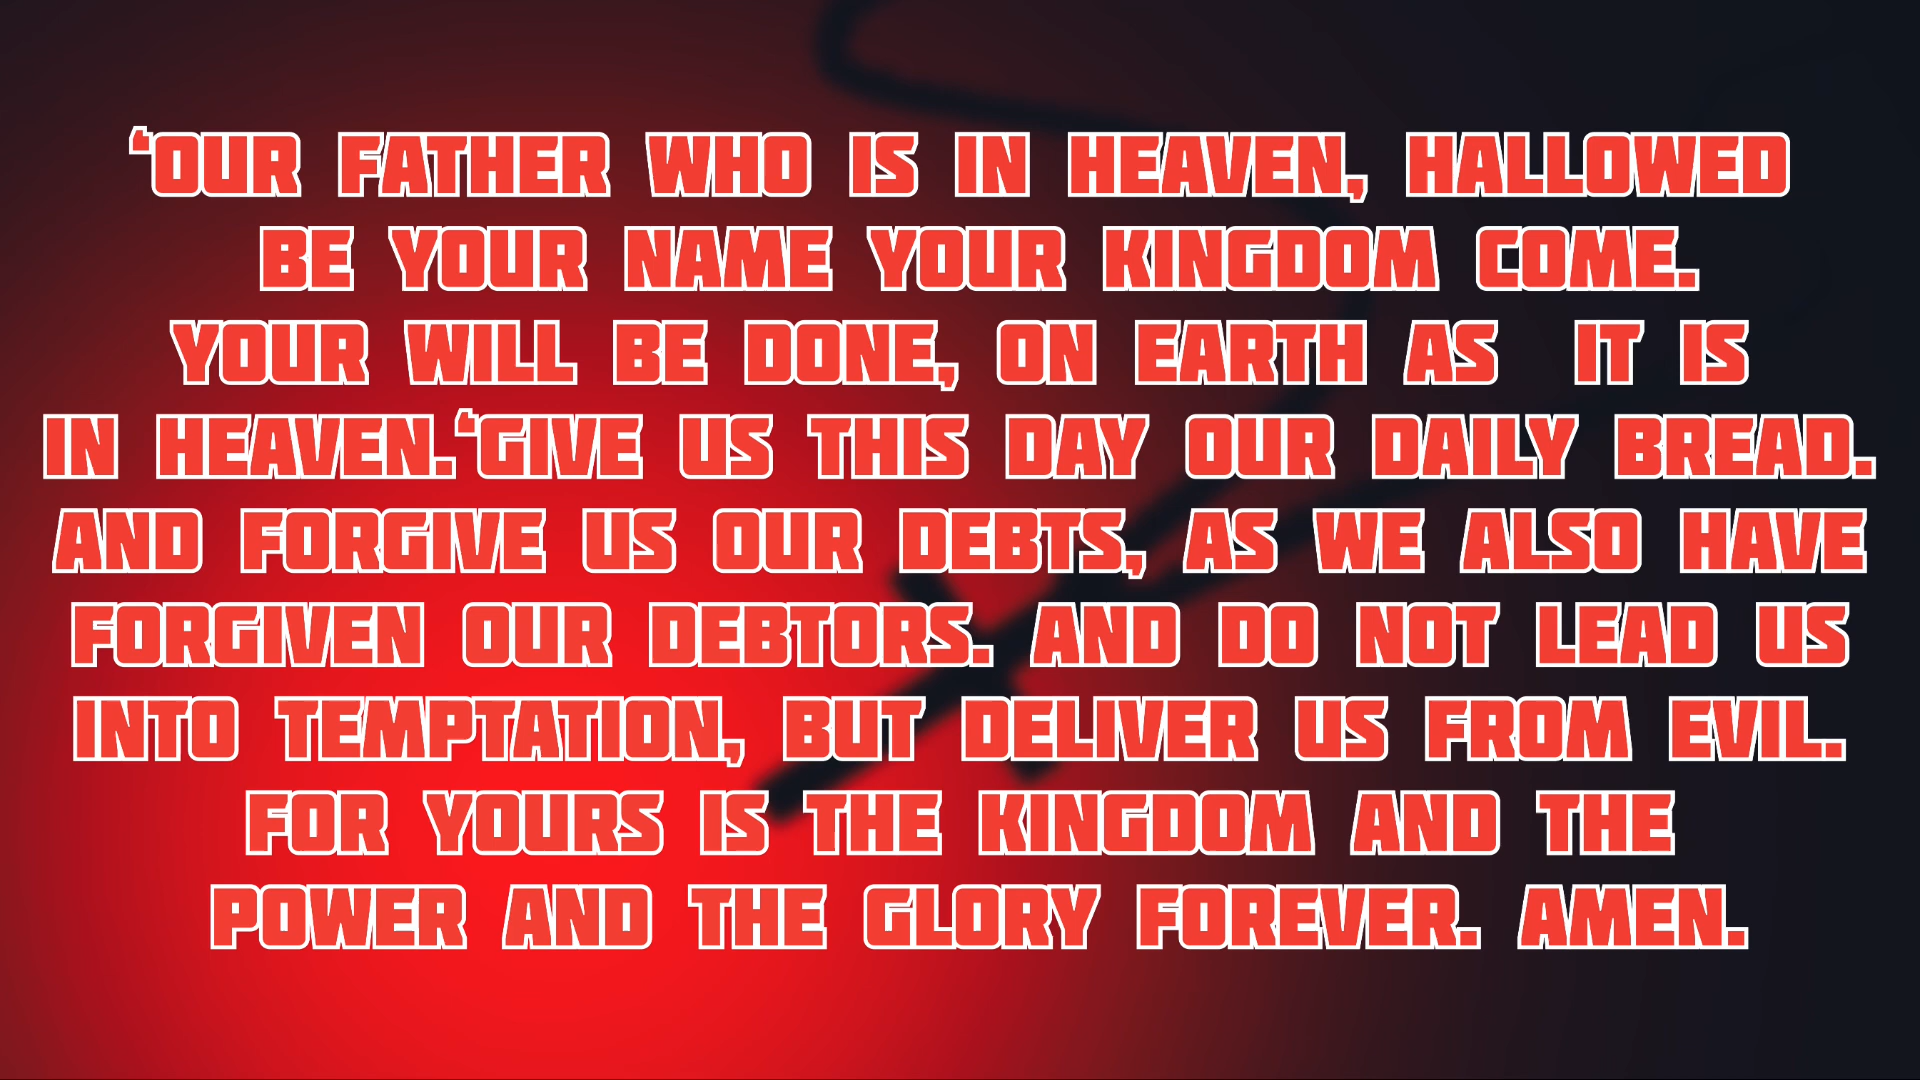 ‘OUR FATHER WHO IS IN HEAVEN, HALLOWED
BE YOUR NAME YOUR KINGDOM COME.
YOUR WILL BE DONE, ON EARTH AS IT IS
IN HEAVEN.‘GIVE US THIS DAY OUR DAILY BREAD.
AND FORGIVE US OUR DEBTS, AS WE ALSO HAVE
FORGIVEN OUR DEBTORS. AND DO NOT LEAD US
INTO TEMPTATION, BUT DELIVER US FROM EVIL.
FOR YOURS IS THE KINGDOM AND THE
POWER AND THE GLORY FOREVER. AMEN.